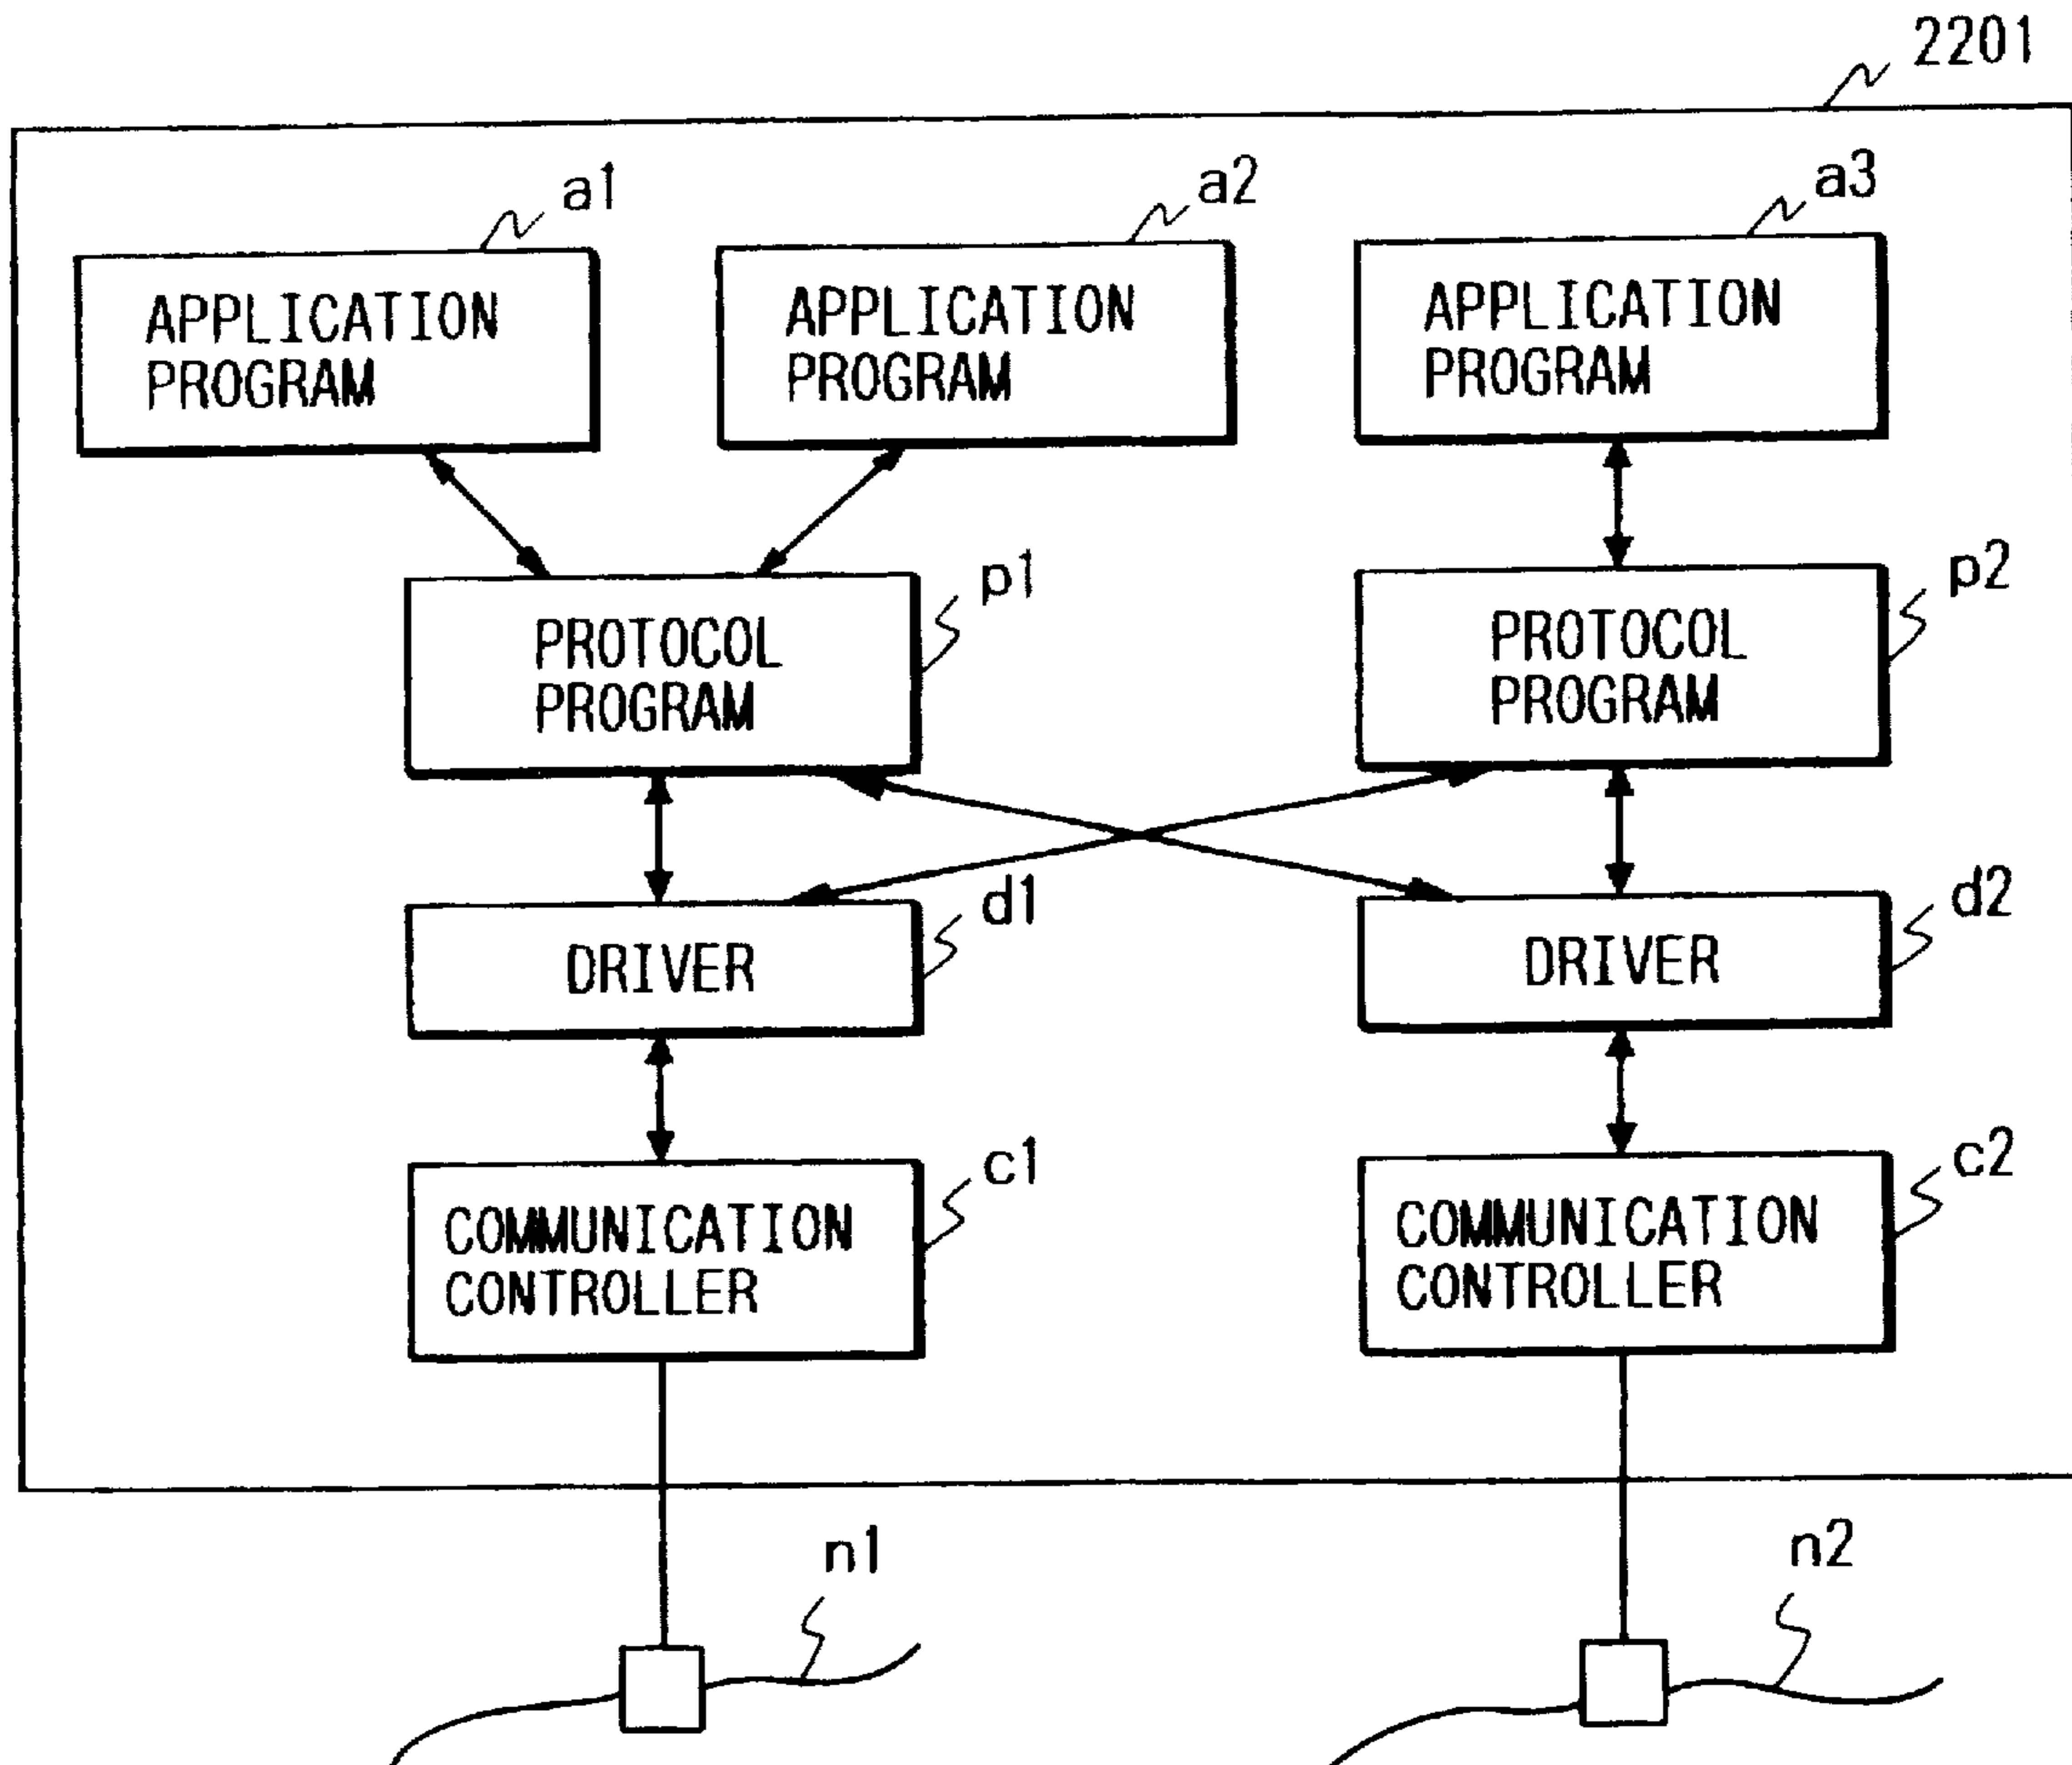 2201
a1
a2
a3
APPLICATION
PROGRAM
APPLICATION
PROGRAM
APPLICATION
PROGRAM
p1
p2
PROTOCOL
PROGRAM
PROTOCOL
PROGRAM
d1
d2
DRIVER
DRIVER
c1
c2
COMMUNICATION
CONTROLLER
COMMUNICATION
CONTROLLER
n1
n2